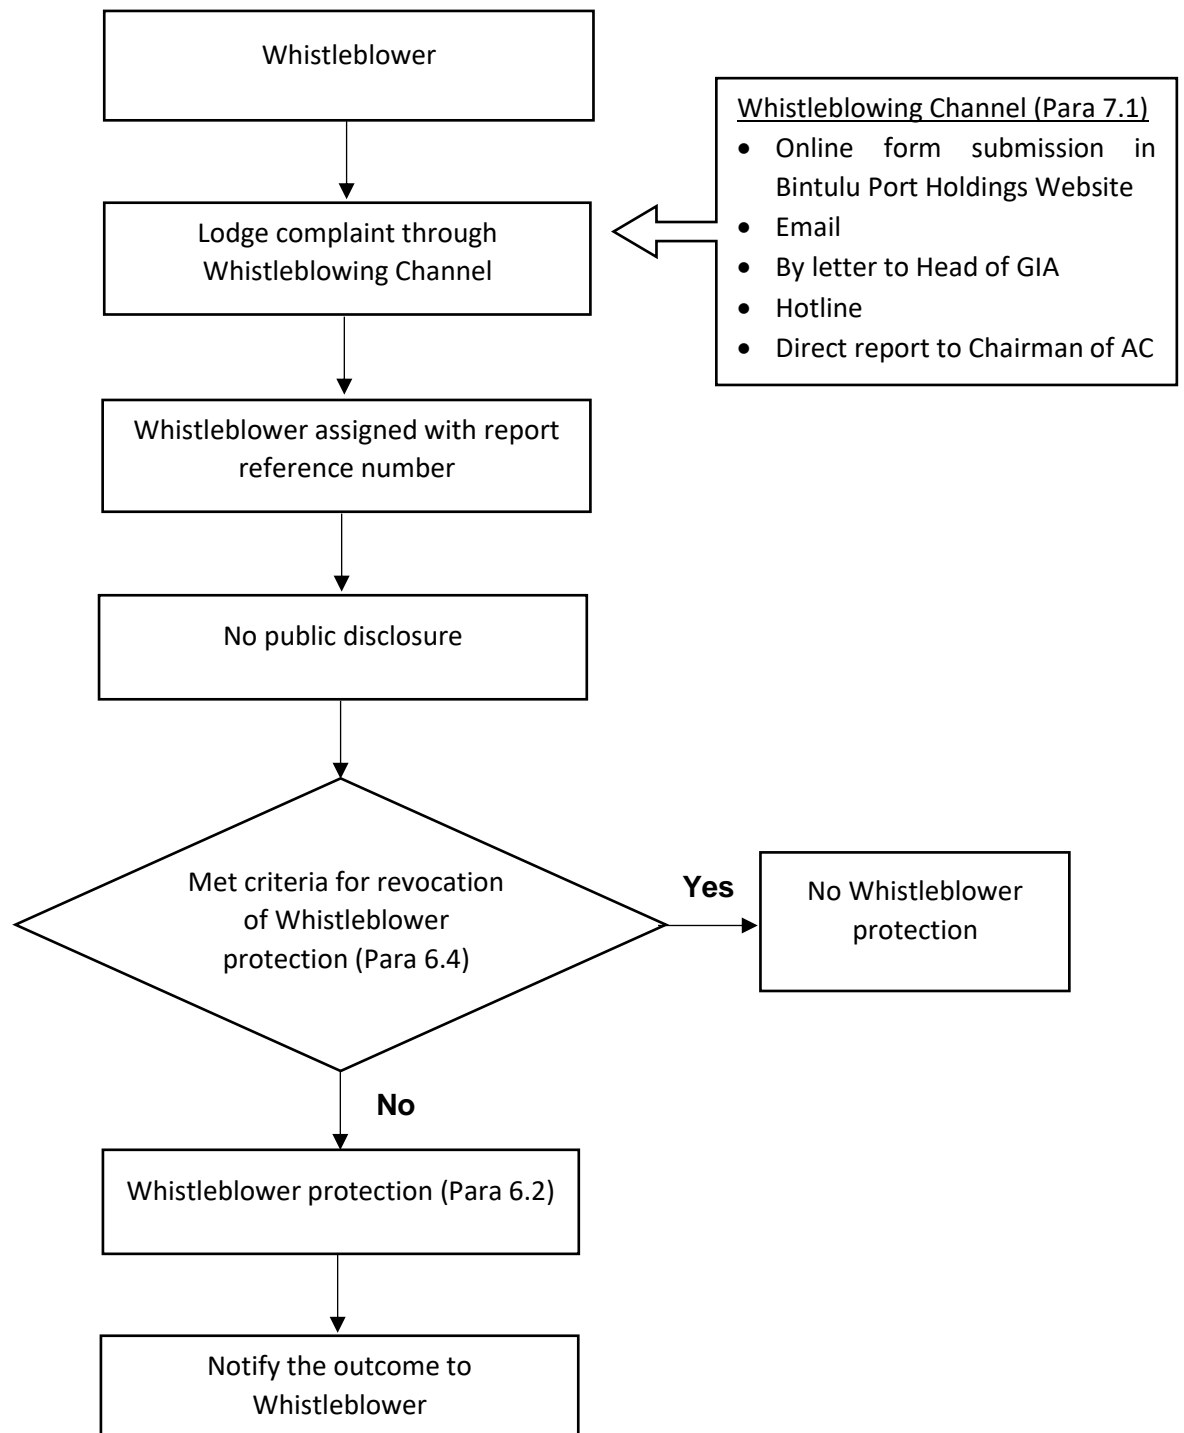 Whistleblower
Whistleblowing Channel (Para 7.1)
• Online form submission in
Bintulu Port Holdings Website
• Email
• By letter to Head of GIA
• Hotline
• Direct report to Chairman of AC
Lodge complaint through
Whistleblowing Channel
Whistleblower assigned with report
reference number
No public disclosure
Met criteria for revocation
of Whistleblower
protection (Para 6.4)
Yes
No Whistleblower
protection
No
Whistleblower protection (Para 6.2)
Notify the outcome to
Whistleblower